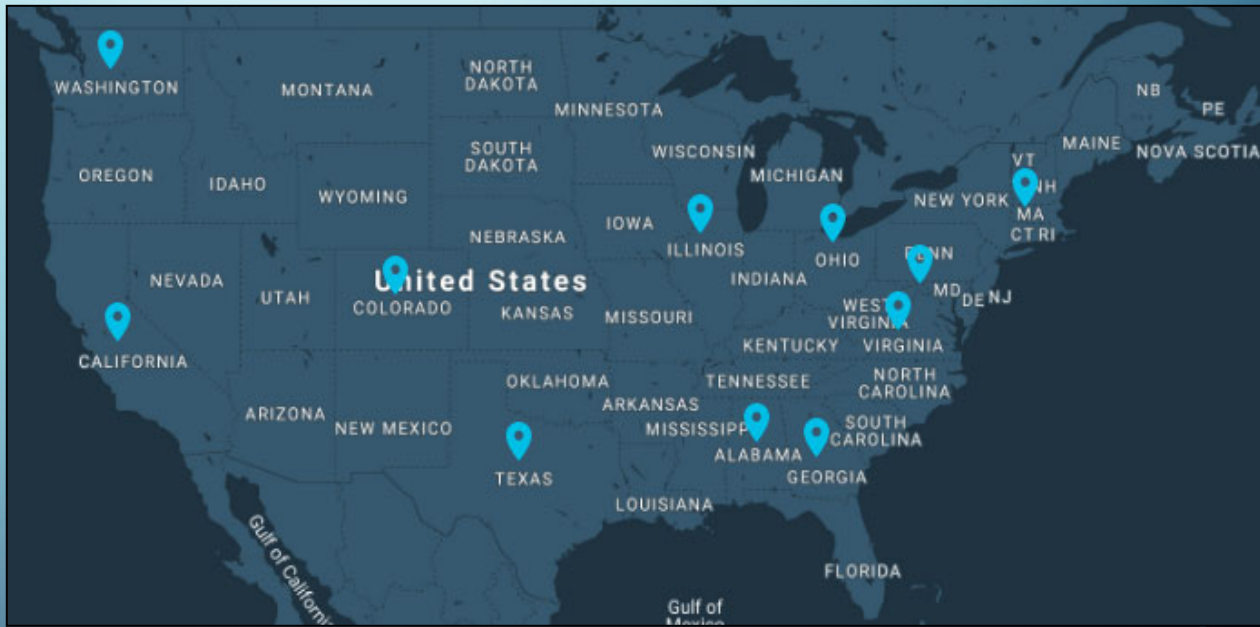 WASHINGTON
MONTANA
NORTH
DAKOTA
MINNESOTA
NB
PE
MAINE
NOVA SCOTIA
SOUTH
DAKOTA
WISCONSIN
MICHIGAN
VT
NH
OREGON
IDAHO
WYOMING
NEW YORK
MA
CT RI
IOWA
NEBRASKA
ILLINOIS
OHIO
PENN
NEVADA
UTAH
United States
COLORADO
KANSAS
MISSOURI
INDIANA
MD
DE
NJ
WEST
VIRGINIA
VIRGINIA
KENTUCKY
CALIFORNIA
OKLAHOMA
TENNESSEE
NORTH
CAROLINA
ARKANSAS
ARIZONA
NEW MEXICO
MISSISSIPP
SOUTH
CAROLINA
ALABAMA
GEORGIA
TEXAS
LOUISIANA
Gulf of California
FLORIDA
Gulf of
Mexico